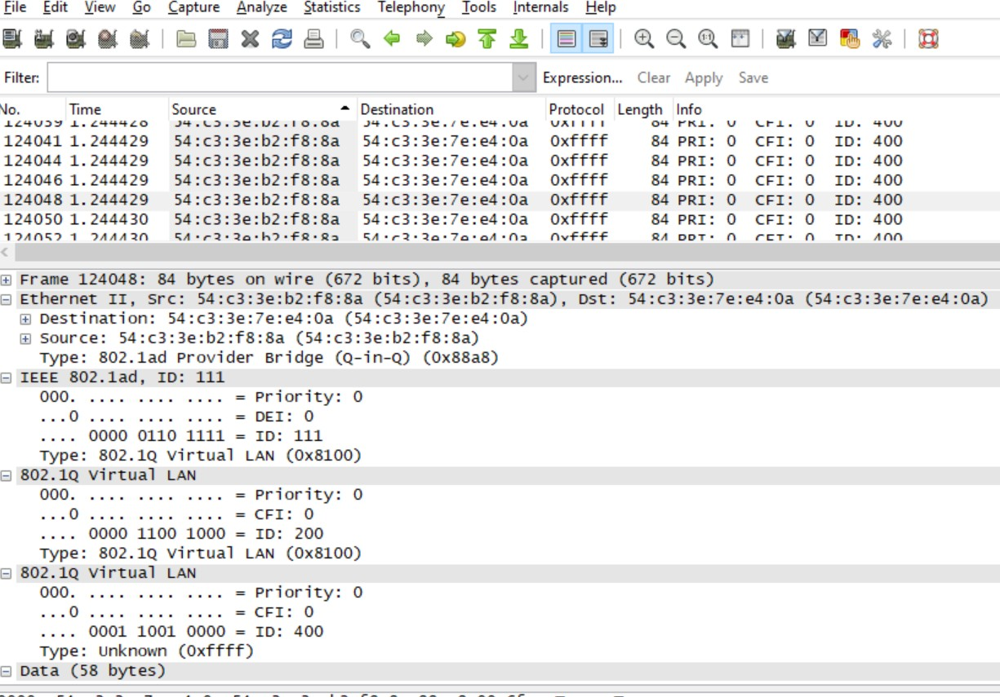 File Edit View Go Capture Analyze Statistics Telephony Tools Internals Help
Filter: Expression... Clear Apply Save
No. Time Source Destination Protocol Length Info
124039 1.244428 54:c3:3e:b2:f8:8a 54:c3:3e:7e:e4:0a 0xffff 84 PRI: 0 CFI: 0 ID: 400
124041 1.244429 54:c3:3e:b2:f8:8a 54:c3:3e:7e:e4:0a 0xffff 84 PRI: 0 CFI: 0 ID: 400
124044 1.244429 54:c3:3e:b2:f8:8a 54:c3:3e:7e:e4:0a 0xffff 84 PRI: 0 CFI: 0 ID: 400
124046 1.244429 54:c3:3e:b2:f8:8a 54:c3:3e:7e:e4:0a 0xffff 84 PRI: 0 CFI: 0 ID: 400
124048 1.244429 54:c3:3e:b2:f8:8a 54:c3:3e:7e:e4:0a 0xffff 84 PRI: 0 CFI: 0 ID: 400
124050 1.244430 54:c3:3e:b2:f8:8a 54:c3:3e:7e:e4:0a 0xffff 84 PRI: 0 CFI: 0 ID: 400
124052 1.244430 54:c3:3e:b2:f8:8a 54:c3:3e:7e:e4:0a 0xffff 84 PRI: 0 CFI: 0 ID: 400
Frame 124048: 84 bytes on wire (672 bits), 84 bytes captured (672 bits)
Ethernet II, Src: 54:c3:3e:b2:f8:8a (54:c3:3e:b2:f8:8a), Dst: 54:c3:3e:7e:e4:0a (54:c3:3e:7e:e4:0a)
Destination: 54:c3:3e:7e:e4:0a (54:c3:3e:7e:e4:0a)
Source: 54:c3:3e:b2:f8:8a (54:c3:3e:b2:f8:8a)
Type: 802.1ad Provider Bridge (Q-in-Q) (0x88a8)
IEEE 802.1ad, ID: 111
000. .... .... .... = Priority: 0
...0 .... .... .... = DEI: 0
.... 0000 0110 1111 = ID: 111
Type: 802.1Q Virtual LAN (0x8100)
802.1Q Virtual LAN
000. .... .... .... = Priority: 0
...0 .... .... .... = CFI: 0
.... 0000 1100 1000 = ID: 200
Type: 802.1Q Virtual LAN (0x8100)
802.1Q Virtual LAN
000. .... .... .... = Priority: 0
...0 .... .... .... = CFI: 0
.... 0001 1001 0000 = ID: 400
Type: Unknown (0xffff)
Data (58 bytes)